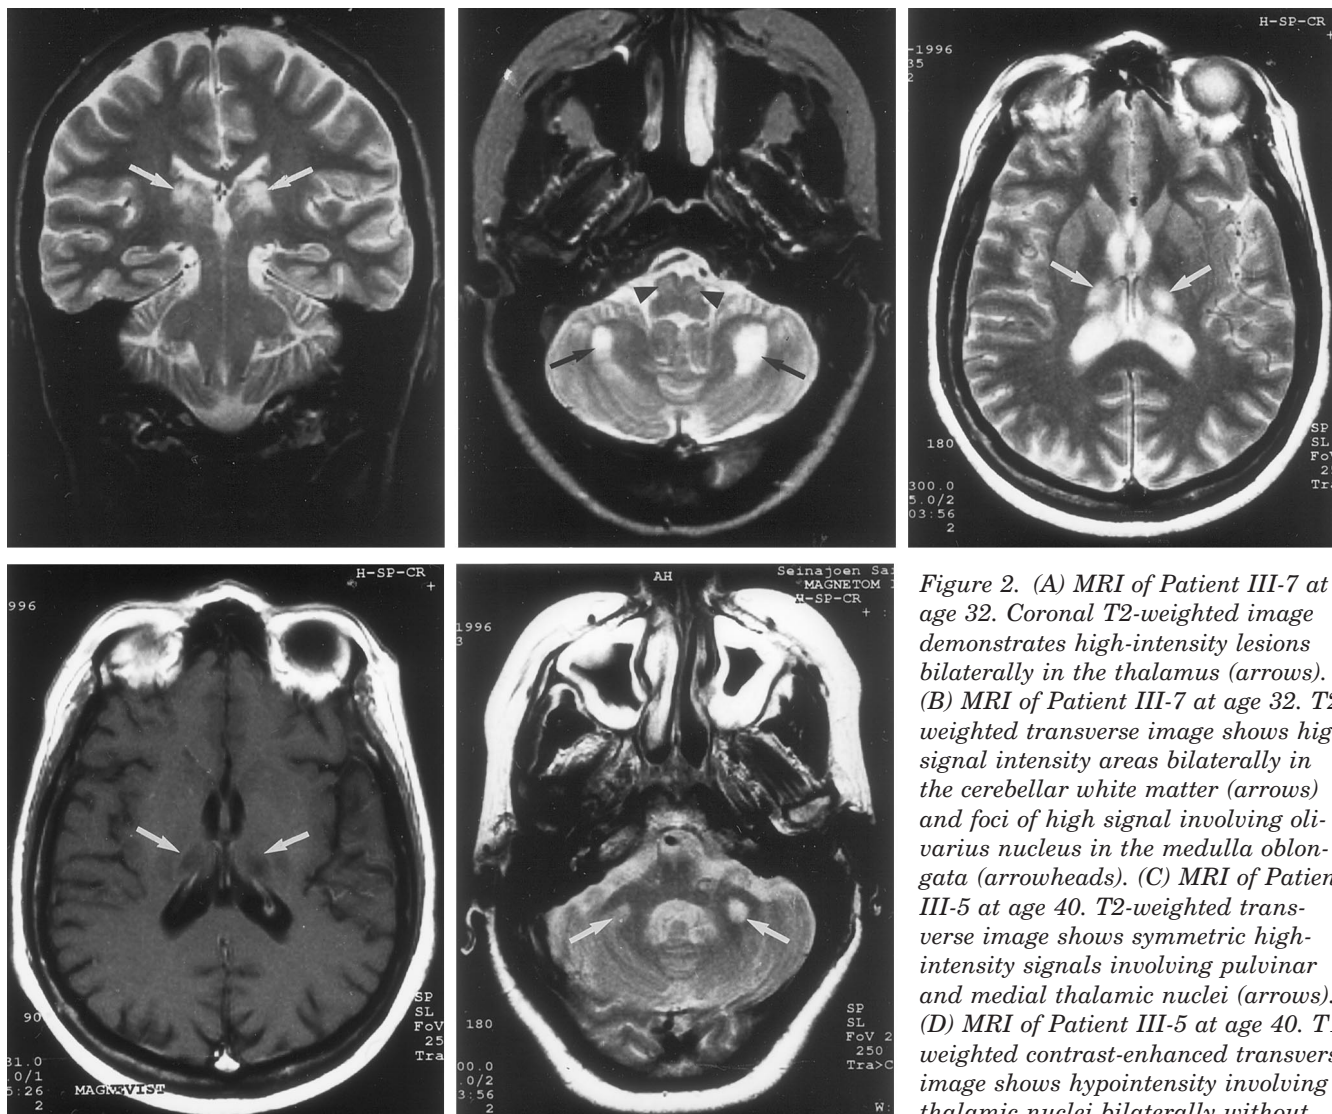 H-SP-CR
+
-1996
35
2
180
300.0
5.0/2
03:56
2
SP
SL
FoV
25
Tra
H-SP-CR
+
996
90
31.0
.0/1
5:26
2
MAGNEVIST
SP
SL
FoV
25
Tra
AH
Seinajoen Sai
MAGNETOM
H-SP-CR
+
1996
3
180
00.0
.0/2
3:56
2
SP
SL
FoV 2
250
Tra>C
W:
Figure 2. (A) MRI of Patient III-7 at
age 32. Coronal T2-weighted image
demonstrates high-intensity lesions
bilaterally in the thalamus (arrows).
(B) MRI of Patient III-7 at age 32. T2
weighted transverse image shows hig
signal intensity areas bilaterally in
the cerebellar white matter (arrows)
and foci of high signal involving oli-
varius nucleus in the medulla oblon-
gata (arrowheads). (C) MRI of Patien
III-5 at age 40. T2-weighted trans-
verse image shows symmetric high-
intensity signals involving pulvinar
and medial thalamic nuclei (arrows).
(D) MRI of Patient III-5 at age 40. T
weighted contrast-enhanced transvers
image shows hypointensity involving
thalamic nuclei bilaterally without